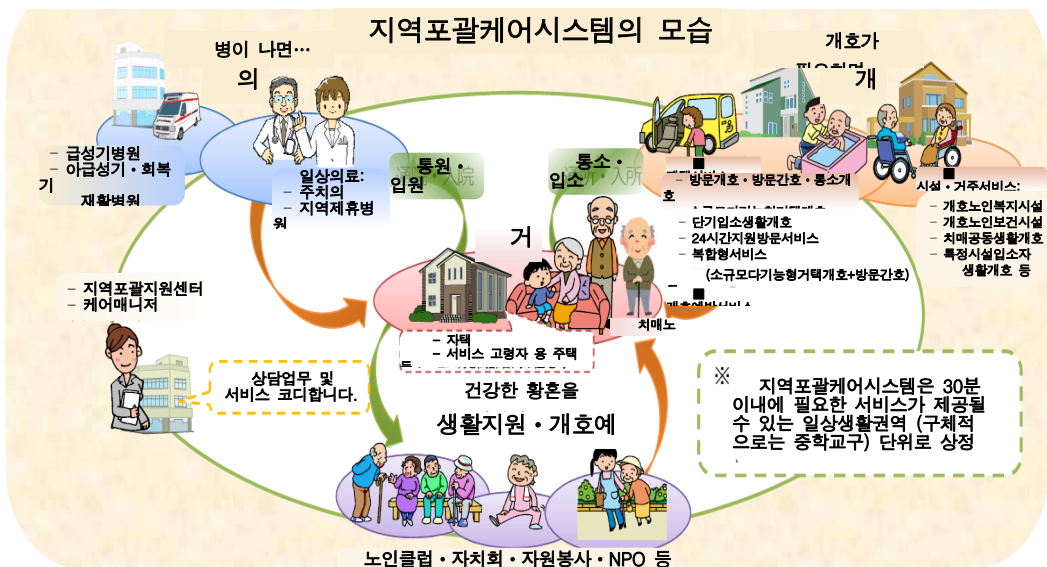 지역포괄케어시스템의 모습
병이 나면…
의
개호가
개
- 급성기병원
- 아급성기・회복
기
재활병원
일상의료:
- 주치의
- 지역제휴병
원
통원・
입원
통소・
입소
■
- 방문개호・방문간호・통소개
호
- 단기입소생활개호
- 24시간지원방문서비스
- 복합형서비스
(소규모다기능형거택개호+방문간호)
■
개호예방서비스
■
시설・거주서비스:
- 개호노인복지시설
- 개호노인보건시설
- 치매공동생활개호
- 특정시설입소자
생활개호 등
거
치매노
- 지역포괄지원센터
- 케어매니저
- 자택
- 서비스 고령자 용 주택
상담업무 및
서비스 코디합니다.
건강한 황혼을
생활지원・개호예
※
지역포괄케어시스템은 30분
이내에 필요한 서비스가 제공될
수 있는 일상생활권역 (구체적
으로는 중학교구) 단위로 상정
노인클럽・자치회・자원봉사・NPO 등